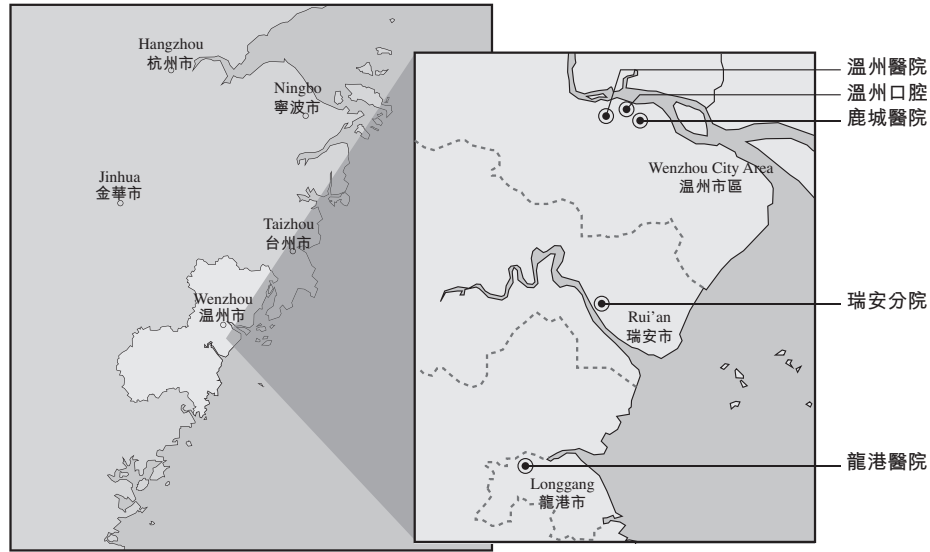 Hangzhou
杭州市
Ningbo
寧波市
Jinhua
金華市
Taizhou
台州市
Wenzhou
温州市
溫州醫院
溫州口腔
鹿城醫院
Wenzhou City Area
温州市區
瑞安分院
Rui'an
瑞安市
龍港醫院
Longgang
龍港市